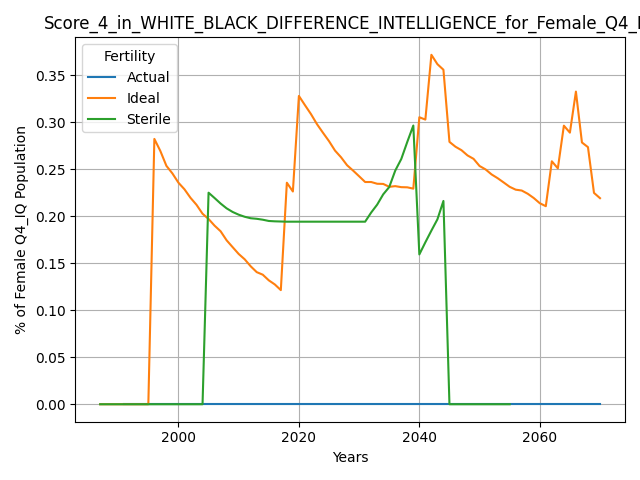 Score_4_in_WHITE_BLACK_DIFFERENCE_INTELLIGENCE_for_Female_Q4_I
Fertility
Actual
Ideal
Sterile
% of Female Q4_IQ Population
0.35
0.30
0.25
0.20
0.15
0.10
0.05
0.00
2000 2020 2040 2060
Years